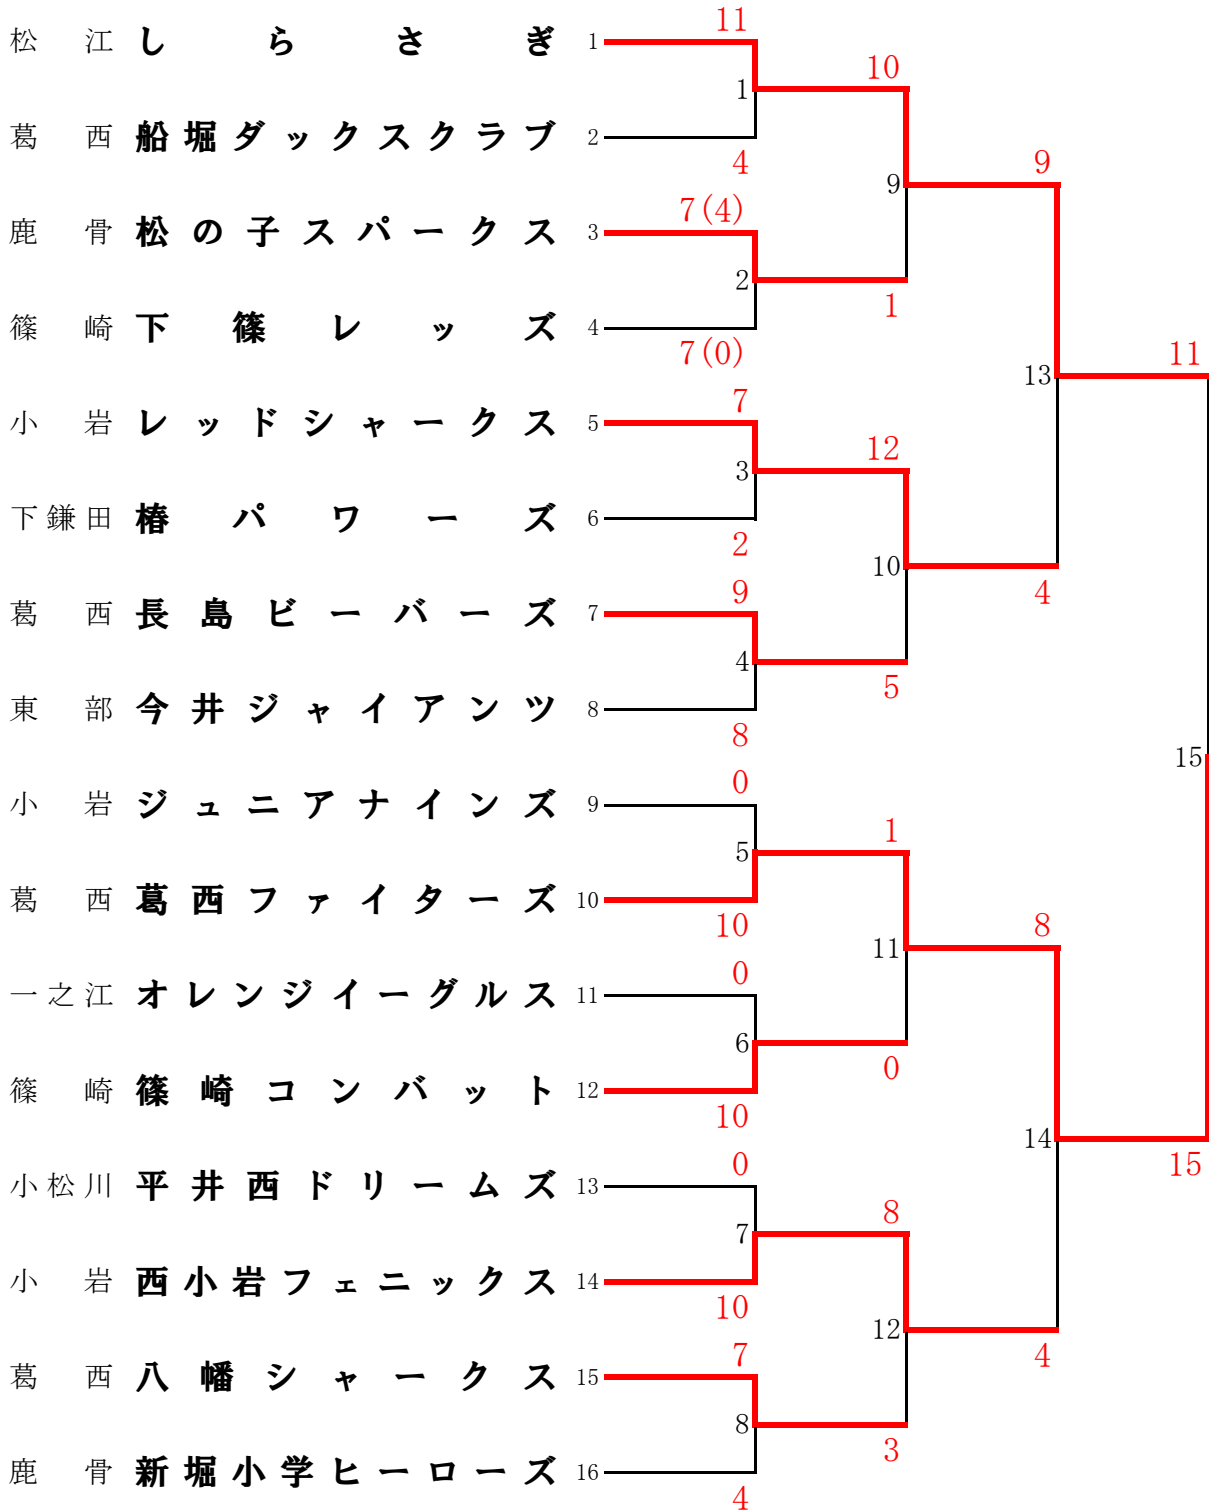 11
松江 しらさぎ 1
10
1
葛西 船堀ダックスクラブ 2
4
9
9
7(4)
鹿骨 松の子スパークス 3
2
1
篠崎 下篠レッズ 4
7(0)
11
13
7
小岩 レッドシャークス 5
12
3
下鎌田 椿パワーズ 6
2
10
4
9
葛西 長島ビーバーズ 7
4
5
東部 今井ジャイアンツ 8
8
15
0
小岩 ジュニアナインズ 9
1
5
葛西 葛西ファイターズ 10
10
8
11
0
一之江 オレンジイーグルス 11
6
0
篠崎 篠崎コンバット 12
10
14
15
0
小松川 平井西ドリームズ 13
8
7
小岩 西小岩フェニックス 14
10
12
4
7
葛西 八幡シャークス 15
8
3
鹿骨 新堀小学ヒーローズ 16
4